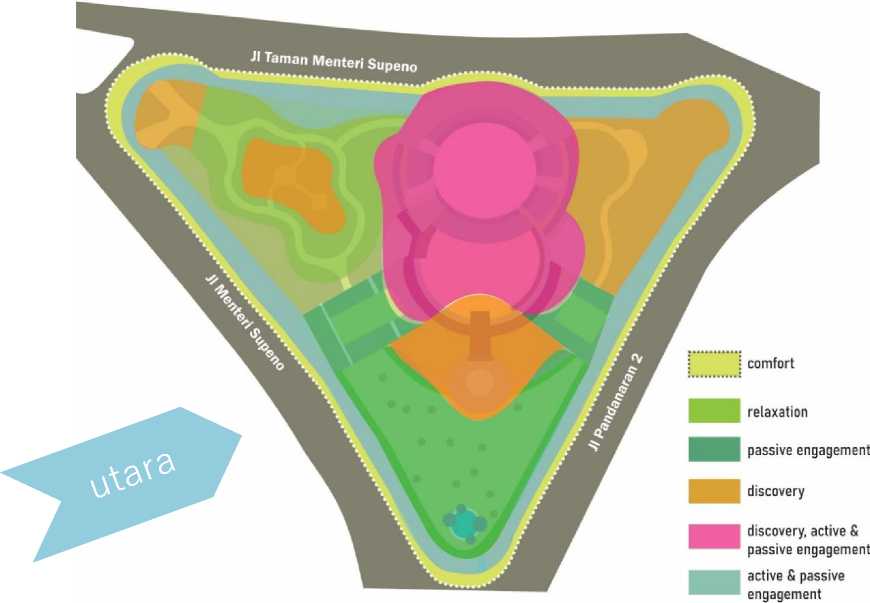 Jl Taman Menteri Supeno
Jl Menteri Supeno
Jl Pandanaran 2
utara
comfort
relaxation
passive engagement
discovery
discovery, active &
passive engagement
active & passive
engagement